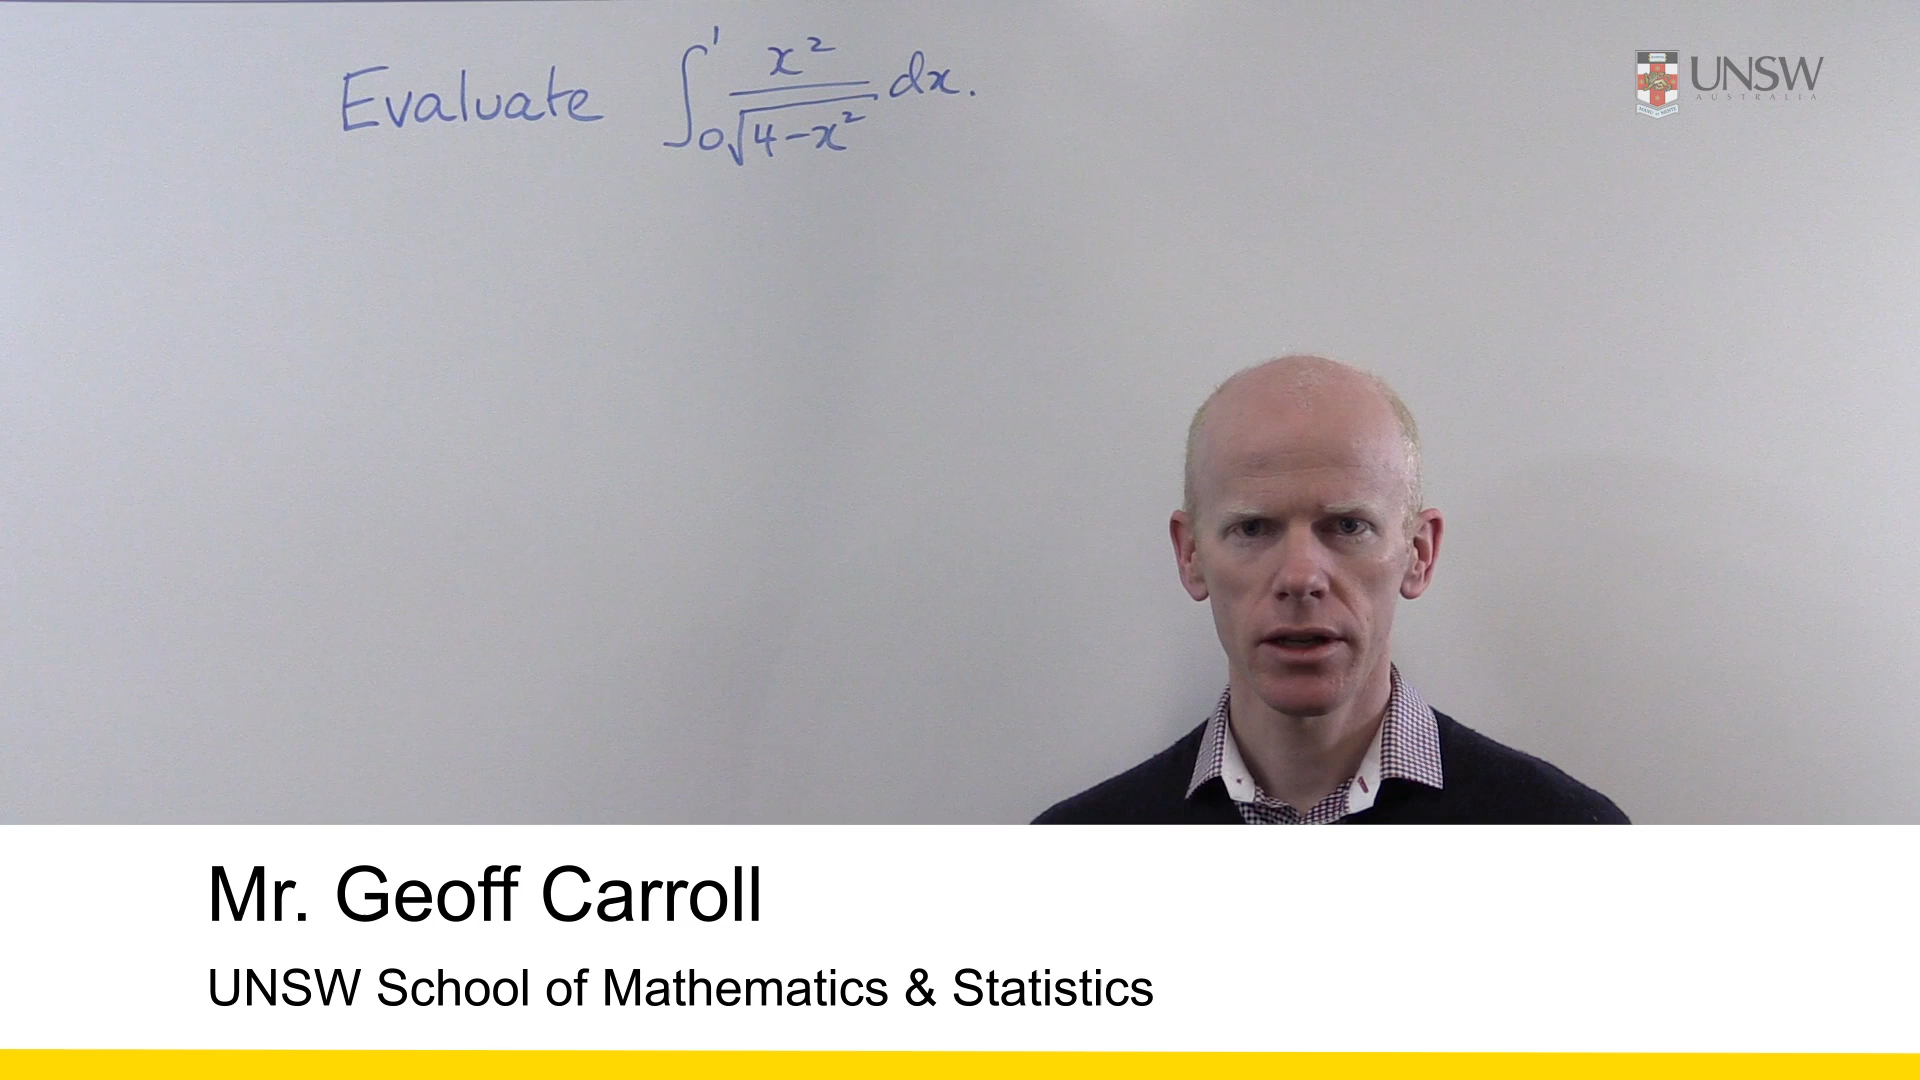 Evaluate ∫₀¹ x²/√(4-x²) dx.
UNSW
AUSTRALIA
Mr. Geoff Carroll
UNSW School of Mathematics & Statistics